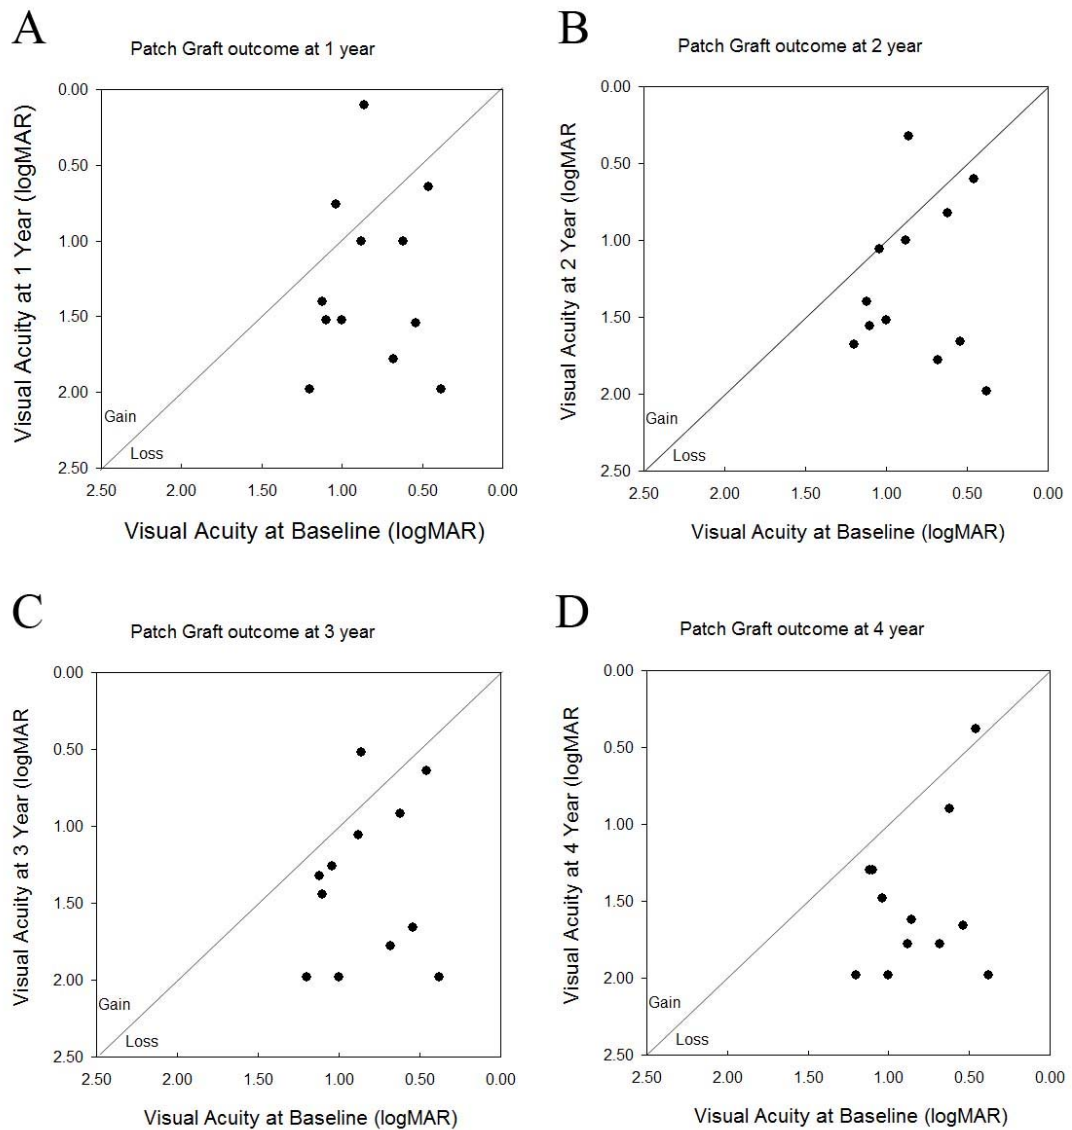 A
Patch Graft outcome at 1 year
Visual Acuity at 1 Year (logMAR)
0.00
0.50
1.00
1.50
2.00
2.50
Gain
Loss
2.50 2.00 1.50 1.00 0.50 0.00
Visual Acuity at Baseline (logMAR)
B
Patch Graft outcome at 2 year
Visual Acuity at 2 Year (logMAR
0.00
0.50
1.00
1.50
2.00
2.50
Gain
Loss
2.50 2.00 1.50 1.00 0.50 0.00
Visual Acuity at Baseline (logMAR)
C
Patch Graft outcome at 3 year
Visual Acuity at 3 Year (logMAR
0.00
0.50
1.00
1.50
2.00
2.50
Gain
Loss
2.50 2.00 1.50 1.00 0.50 0.00
Visual Acuity at Baseline (logMAR)
D
Patch Graft outcome at 4 year
Visual Acuity at 4 Year (logMAR
0.00
0.50
1.00
1.50
2.00
2.50
Gain
Loss
2.50 2.00 1.50 1.00 0.50 0.00
Visual Acuity at Baseline (logMAR)